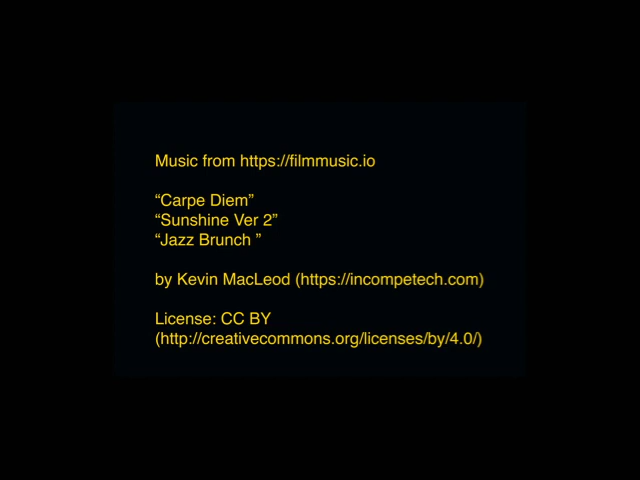 Music from https://filmmusic.io
“Carpe Diem”
“Sunshine Ver 2”
“Jazz Brunch ”
by Kevin MacLeod (https://incompetech.com)
License: CC BY
(http://creativecommons.org/licenses/by/4.0/)